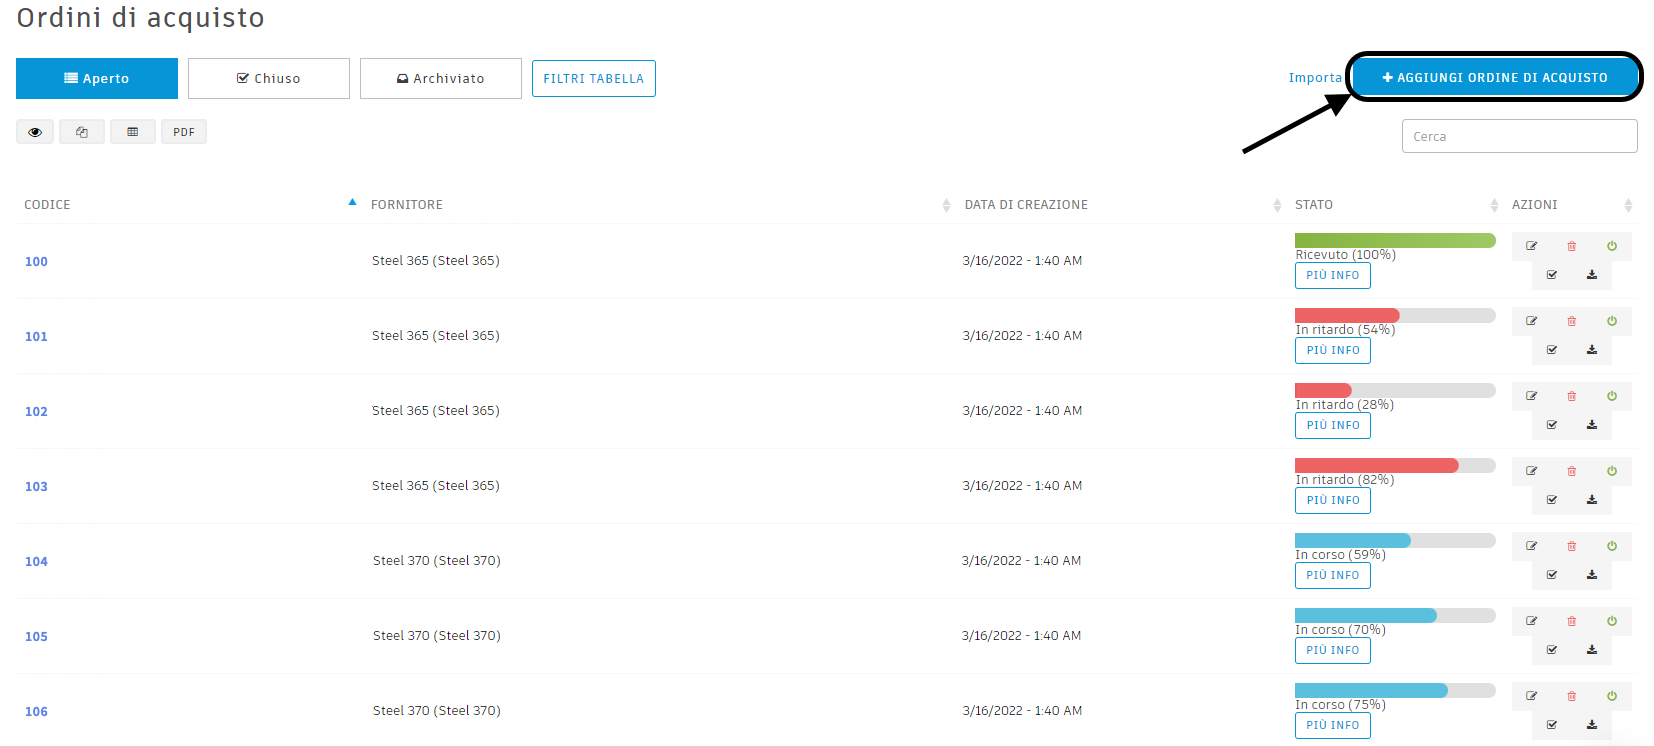 Ordini di acquisto
Aperto Chiuso Archiviato FILTRI TABELLA Importa AGGIUNGI ORDINE DI ACQUISTO
PDF Cerca
CODICE FORNITORE DATA DI CREAZIONE STATO AZIONI
100 Steel 365 (Steel 365) 3/16/2022 - 1:40 AM Ricevuto (100%)
PIÙ INFO
101 Steel 365 (Steel 365) 3/16/2022 - 1:40 AM In ritardo (54%)
PIÙ INFO
102 Steel 365 (Steel 365) 3/16/2022 - 1:40 AM In ritardo (28%)
PIÙ INFO
103 Steel 365 (Steel 365) 3/16/2022 - 1:40 AM In ritardo (82%)
PIÙ INFO
104 Steel 370 (Steel 370) 3/16/2022 - 1:40 AM In corso (59%)
PIÙ INFO
105 Steel 370 (Steel 370) 3/16/2022 - 1:40 AM In corso (70%)
PIÙ INFO
106 Steel 370 (Steel 370) 3/16/2022 - 1:40 AM In corso (75%)
PIÙ INFO